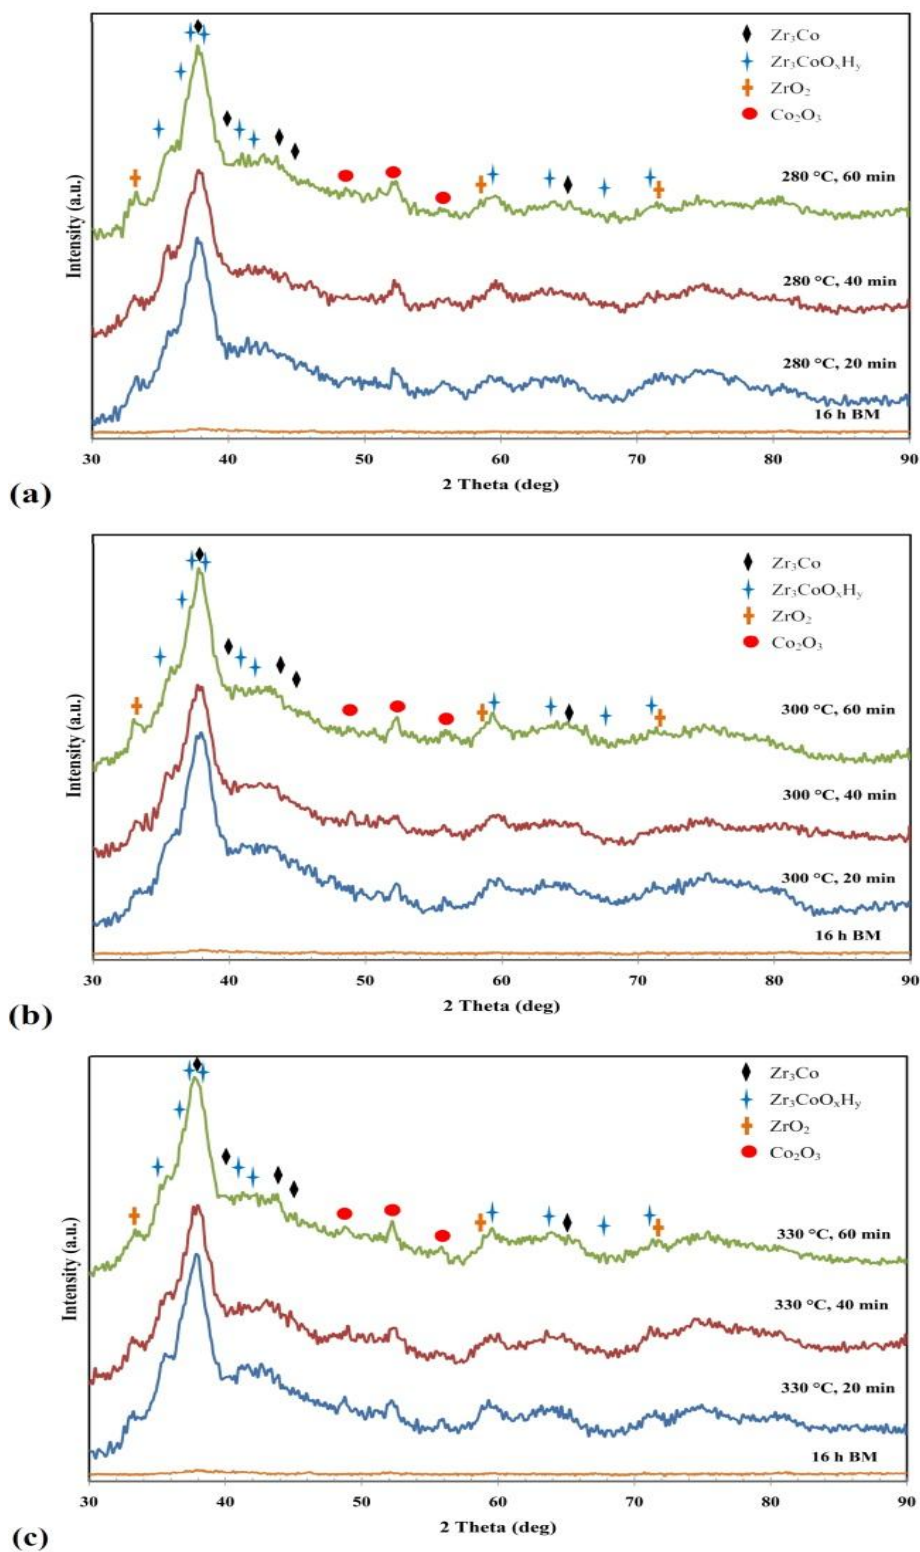 Zr₃Co
Zr₃CoOₓHᵧ
ZrO₂
Co₂O₃
Intensity (a.u.)
280 °C, 60 min
280 °C, 40 min
280 °C, 20 min
16 h BM
30 40 50 60 70 80 90
2 Theta (deg)
(a)
Zr₃Co
Zr₃CoOₓHᵧ
ZrO₂
Co₂O₃
Intensity (a.u.)
300 °C, 60 min
300 °C, 40 min
300 °C, 20 min
16 h BM
30 40 50 60 70 80 90
2 Theta (deg)
(b)
Zr₃Co
Zr₃CoOₓHᵧ
ZrO₂
Co₂O₃
Intensity (a.u.)
330 °C, 60 min
330 °C, 40 min
330 °C, 20 min
16 h BM
30 40 50 60 70 80 90
2 Theta (deg)
(c)